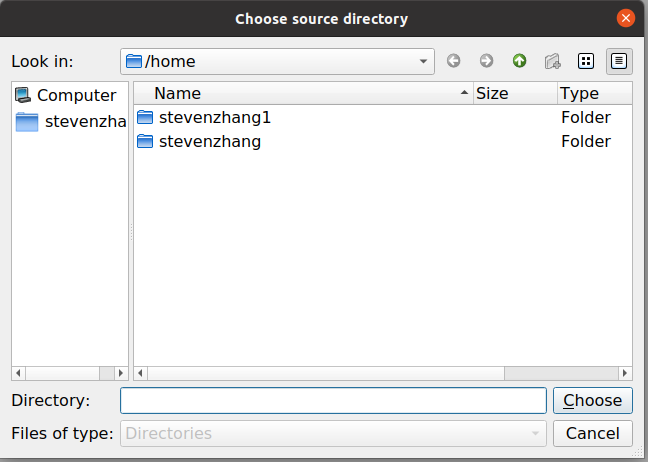 Choose source directory
Look in: /home
Computer
stevenzha
Name Size Type
stevenzhang1 Folder
stevenzhang Folder
Directory: Choose
Files of type: Directories Cancel